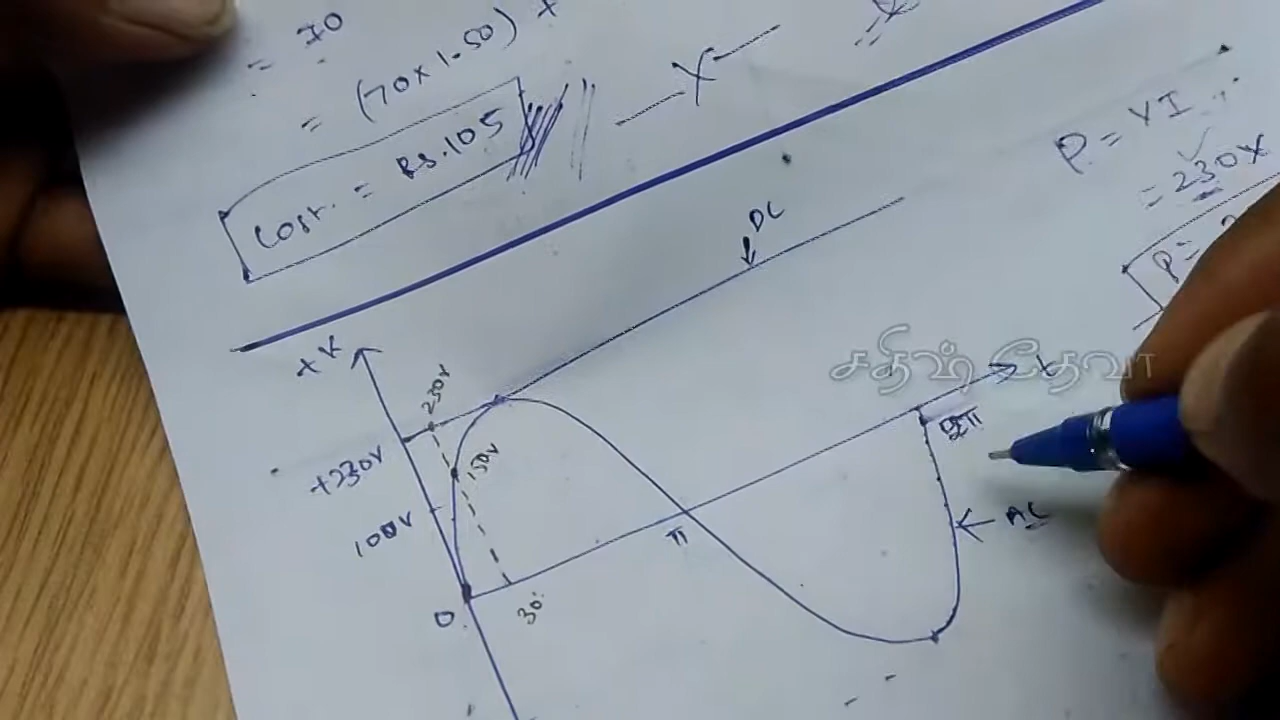 = 70
= (70 x 1.50) +
Cost. = Rs.105
X
P = VI
= 230 x
P =
DC
+V
230V
+230V
150V
100V
0
30°
π
2π
t
AC
சதிஷ் தேவா